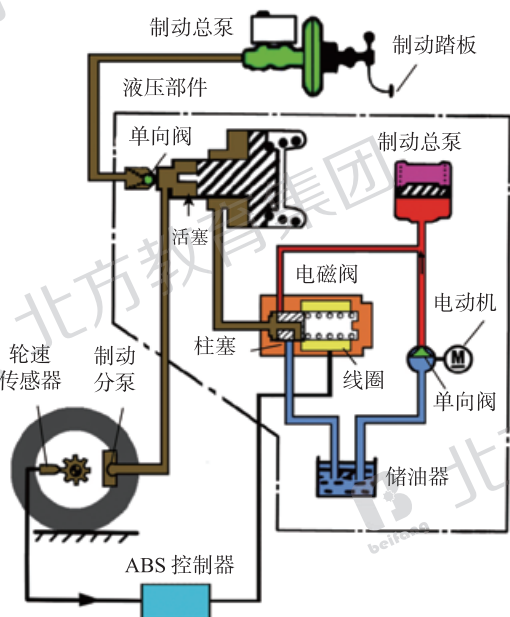 制动总泵
制动踏板
液压部件
单向阀
制动总泵
活塞
电磁阀
电动机
柱塞
线圈
单向阀
轮速
传感器
制动
分泵
M
储油器
ABS 控制器
北方教育集团
北
B
beifang